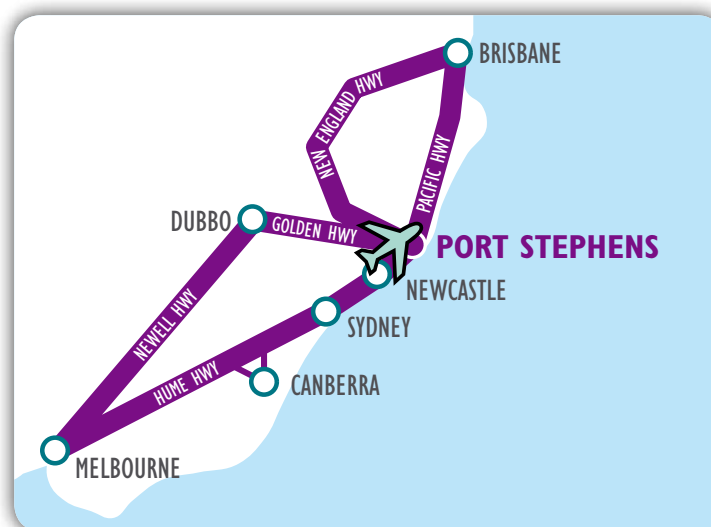 BRISBANE
NEW ENGLAND HWY
PACIFIC HWY
DUBBO
GOLDEN HWY
PORT STEPHENS
NEWCASTLE
NEWELL HWY
SYDNEY
HUME HWY
CANBERRA
MELBOURNE